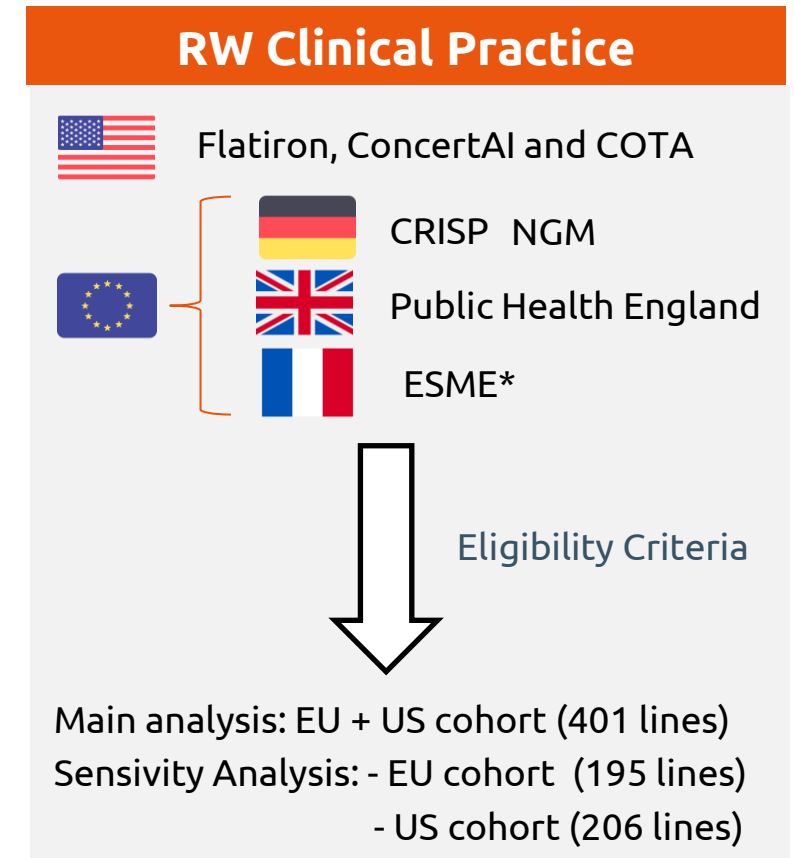 RW Clinical Practice
Flatiron, ConcertAI and COTA
CRISP NGM
Public Health England
ESME*
Eligibility Criteria
Main analysis: EU + US cohort (401 lines)
Sensivity Analysis: - EU cohort (195 lines)
- US cohort (206 lines)